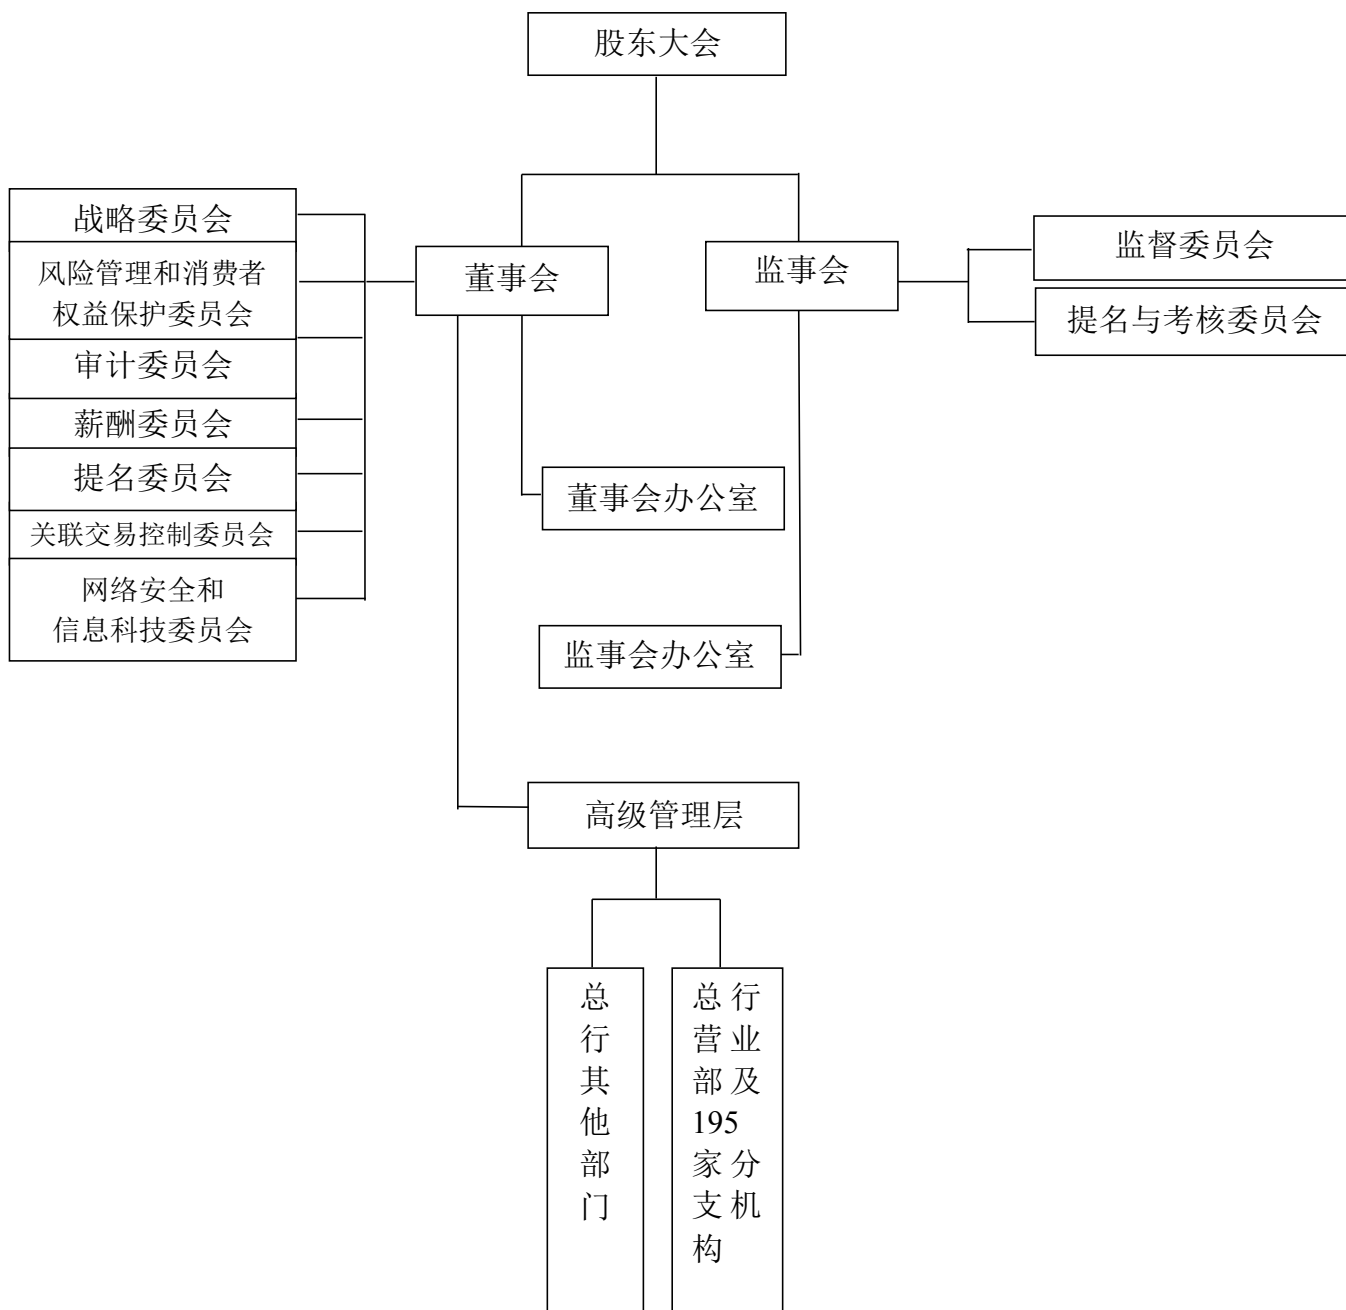 股东大会
战略委员会
风险管理和消费者
权益保护委员会
审计委员会
薪酬委员会
提名委员会
关联交易控制委员会
网络安全和
信息科技委员会
董事会
监事会
监督委员会
提名与考核委员会
董事会办公室
监事会办公室
高级管理层
总
行
其
他
部
门
总行
营业
部及
195
家分
支机
构